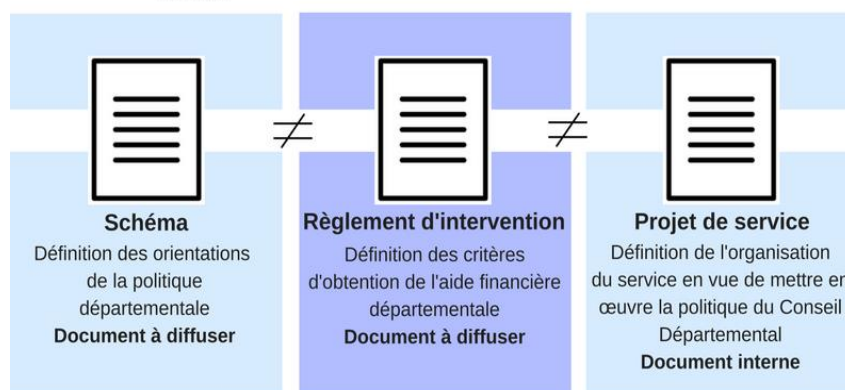 ≠
≠
Schéma
Définition des orientations
de la politique
départementale
Document à diffuser
Règlement d'intervention
Définition des critères
d'obtention de l'aide financière
départementale
Document à diffuser
Projet de service
Définition de l'organisation
du service en vue de mettre en
œuvre la politique du Conseil
Départemental
Document interne